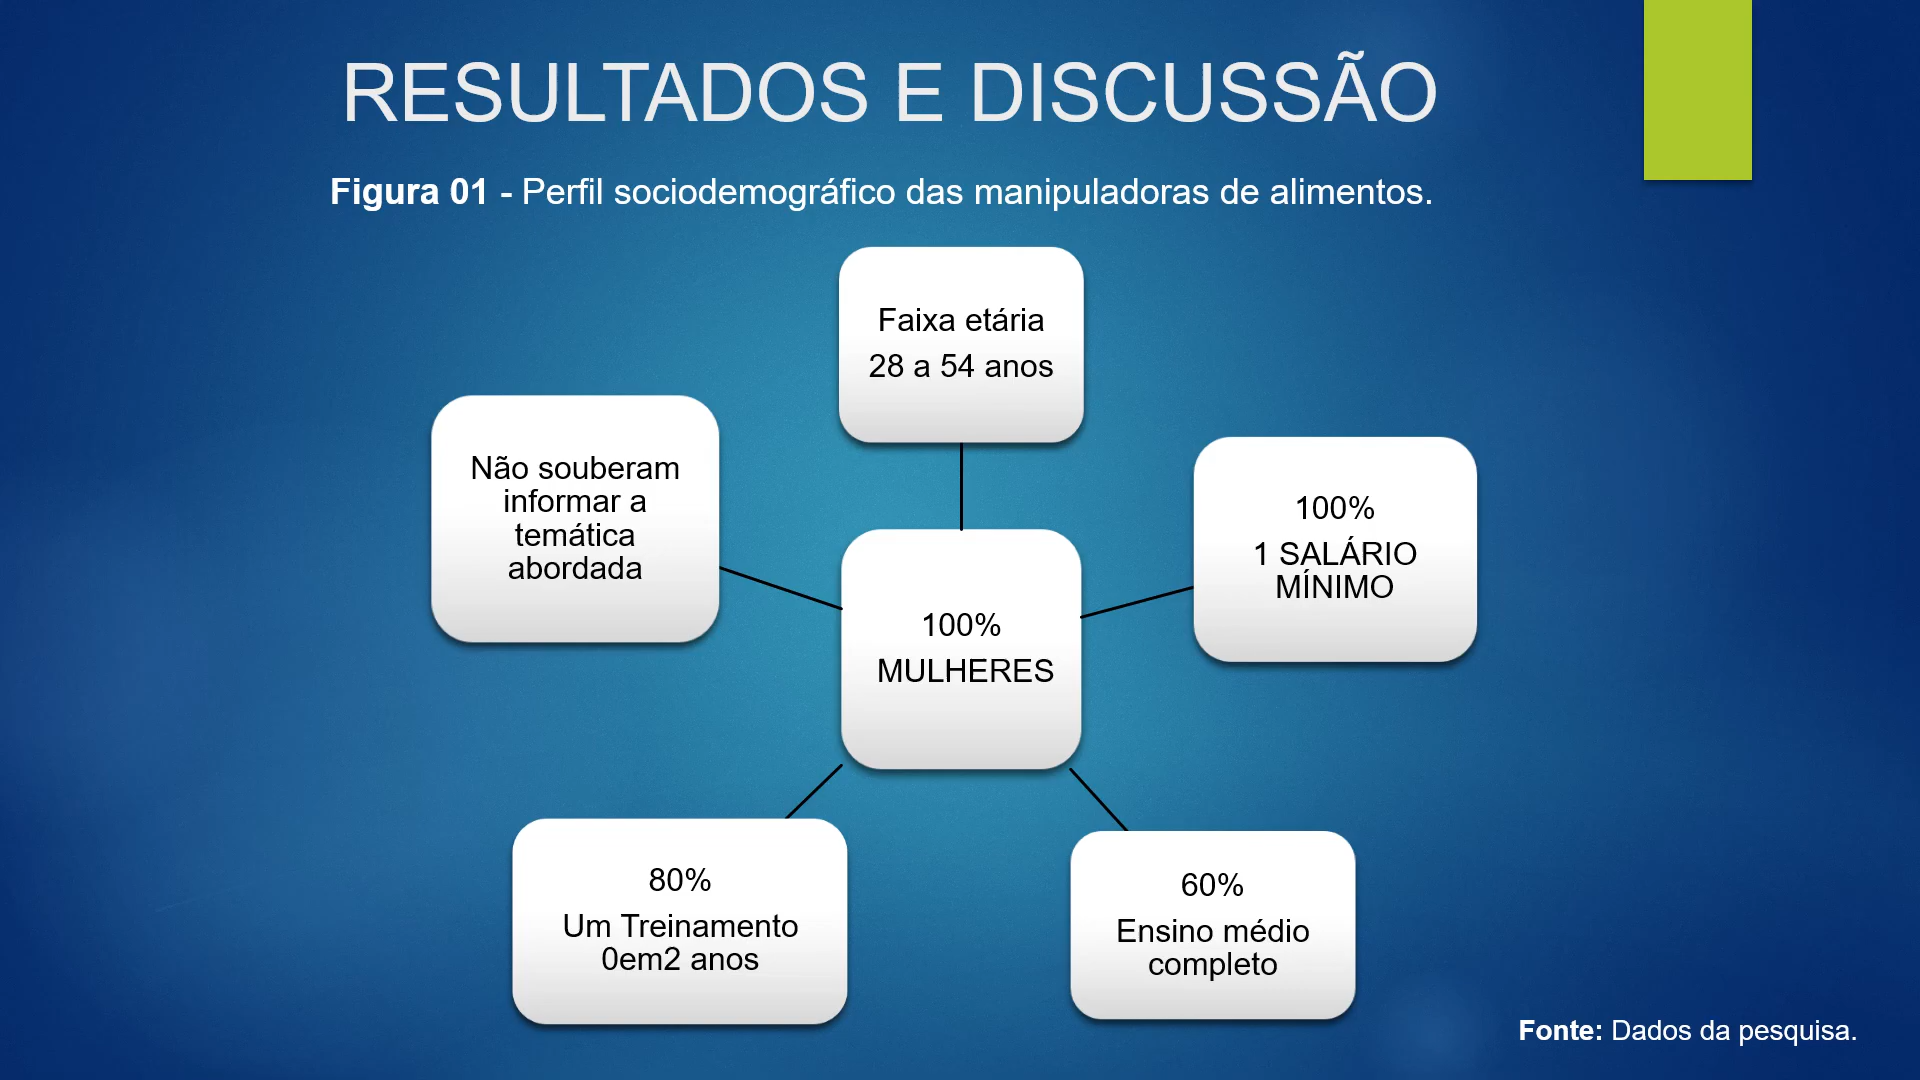 RESULTADOS E DISCUSSÃO
Figura 01 - Perfil sociodemográfico das manipuladoras de alimentos.
Faixa etária
28 a 54 anos
Não souberam
informar a
temática
abordada
100%
1 SALÁRIO
MÍNIMO
100%
MULHERES
80%
Um Treinamento
0em2 anos
60%
Ensino médio
completo
Fonte: Dados da pesquisa.